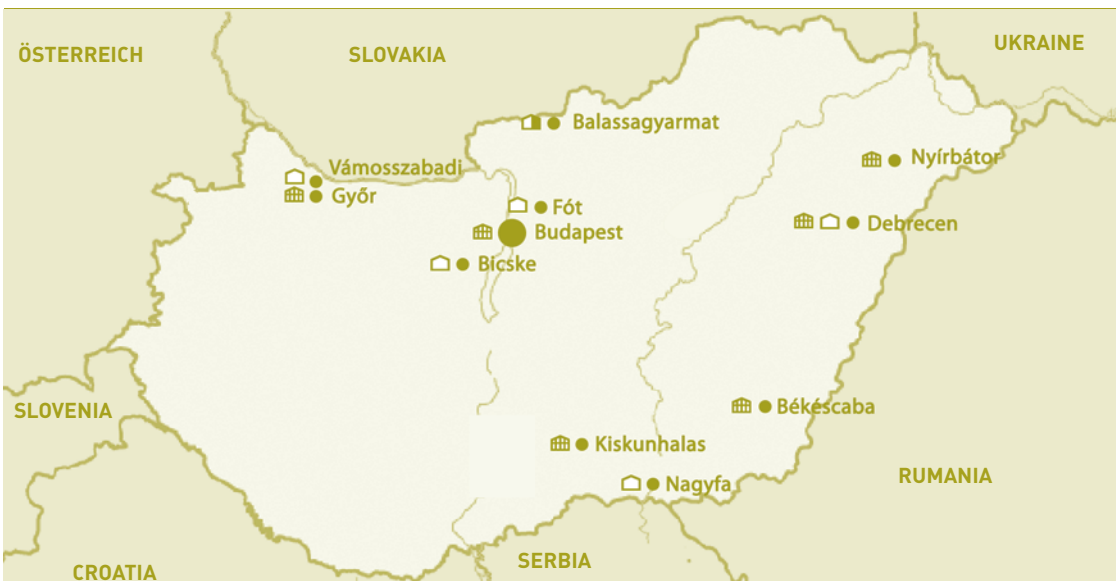 ÖSTERREICH
SLOVAKIA
UKRAINE
Balassagyarmat
Nyírbátor
Vámosszabadi
Győr
Fót
Debrecen
Budapest
Bicske
SLOVENIA
Békéscaba
Kiskunhalas
RUMANIA
Nagyfa
SERBIA
CROATIA